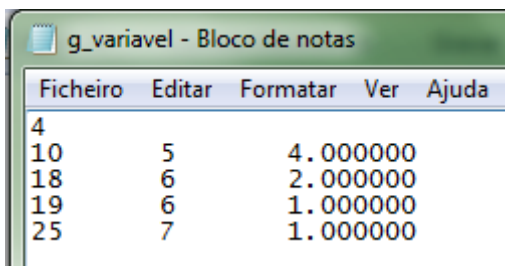 g_variavel - Bloco de notas
Ficheiro Editar Formatar Ver Ajuda
4
10 5 4.000000
18 6 2.000000
19 6 1.000000
25 7 1.000000